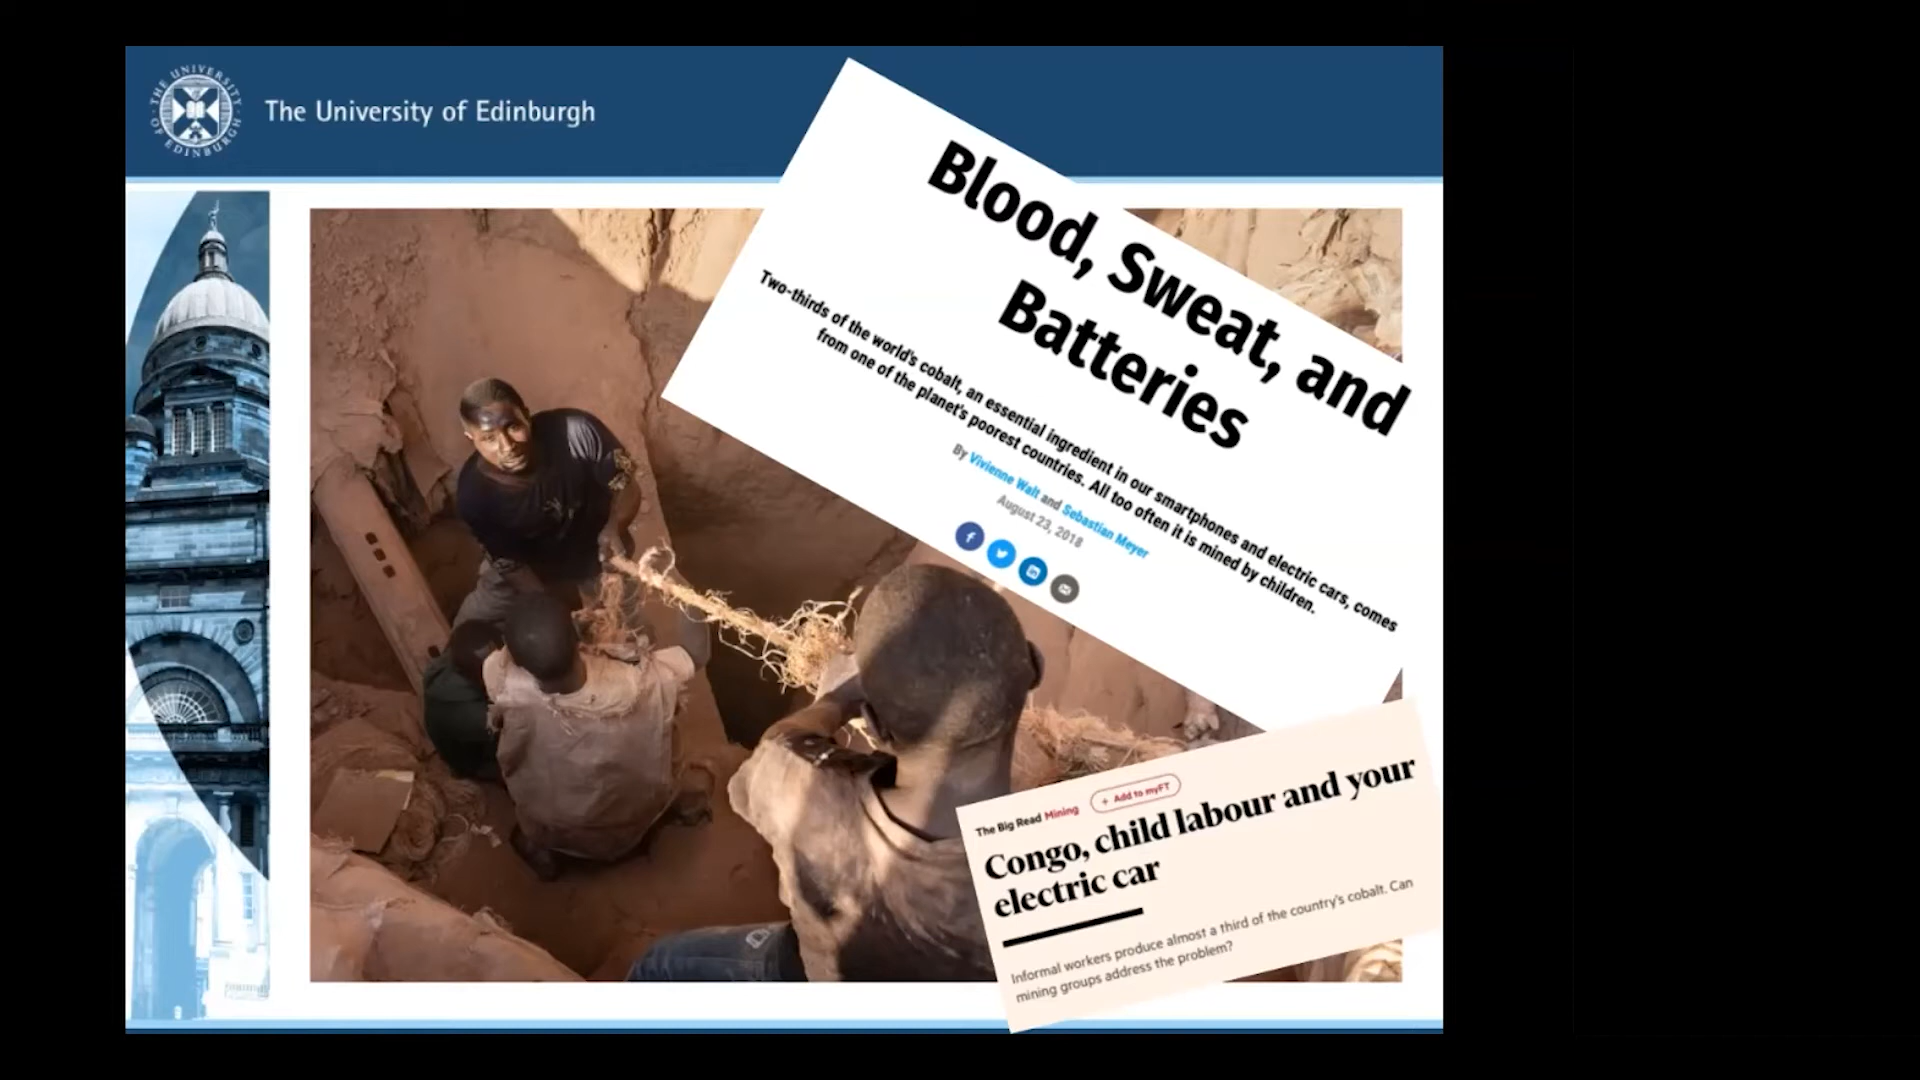 THE UNIVERSITY OF EDINBURGH
The University of Edinburgh
Blood, Sweat, and
Batteries
Two-thirds of the world's cobalt, an essential ingredient in our smartphones and electric cars, comes
from one of the planet's poorest countries. All too often it is mined by children.
By Vivienne Walt and Sebastian Meyer
August 23, 2018
The Big Read Mining
+ Add to myFT
Congo, child labour and your
electric car
Informal workers produce almost a third of the country's cobalt. Can
mining groups address the problem?